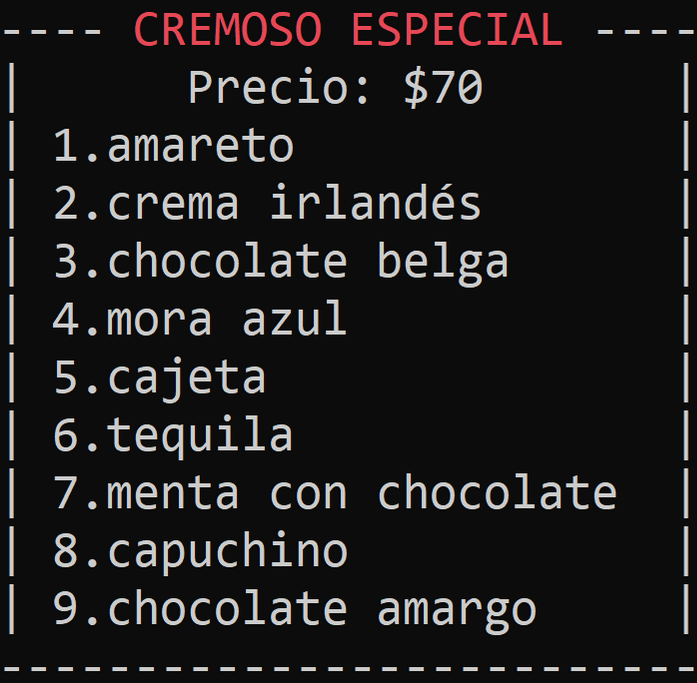 ---- CREMOSO ESPECIAL ----
|      Precio: $70       |
| 1.amareto              |
| 2.crema irlandés       |
| 3.chocolate belga      |
| 4.mora azul            |
| 5.cajeta               |
| 6.tequila              |
| 7.menta con chocolate  |
| 8.capuchino            |
| 9.chocolate amargo     |
--------------------------